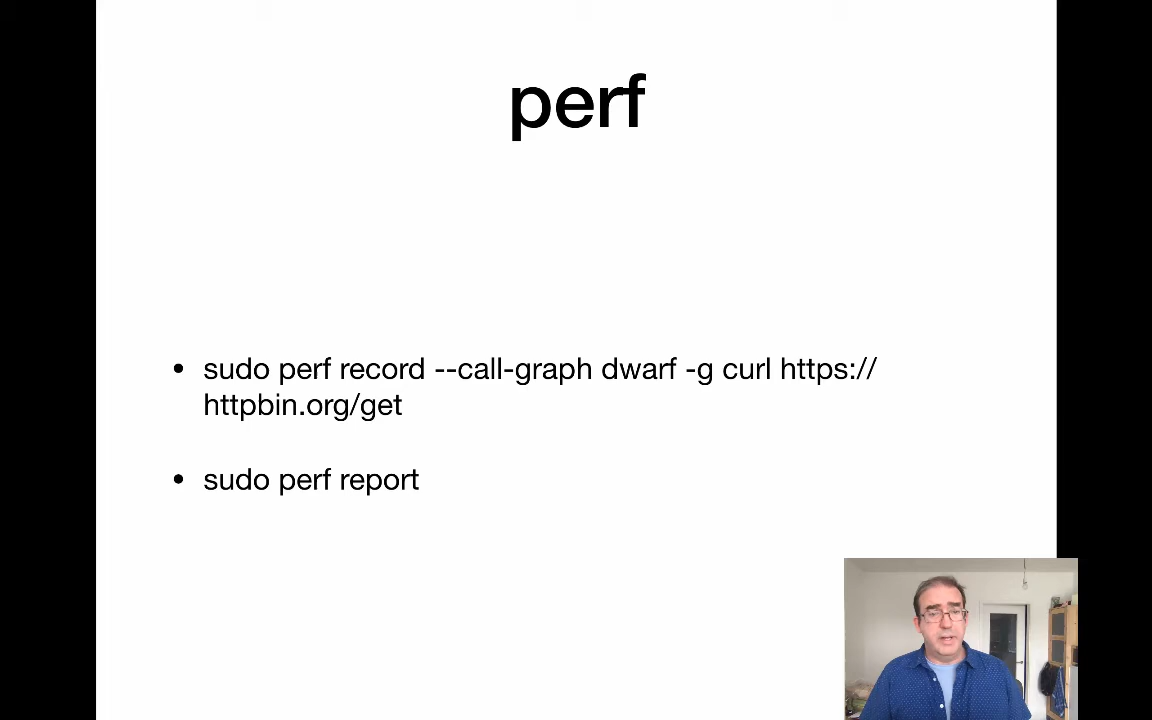 perf
• sudo perf record --call-graph dwarf -g curl https://
httpbin.org/get
• sudo perf report